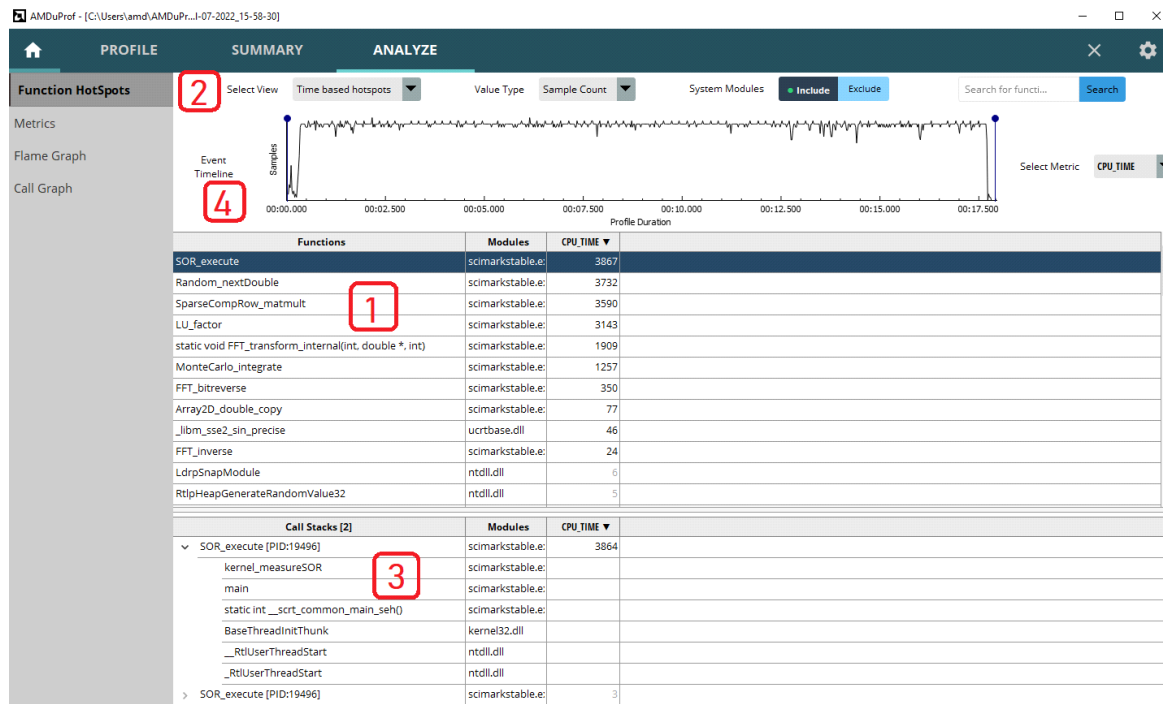 AMDuProf - [C:\Users\amd\AMDuPr...l-07-2022_15-58-30]
PROFILE SUMMARY ANALYZE
Function HotSpots
Metrics
Flame Graph
Call Graph
2 Select View Time based hotspots Value Type Sample Count System Modules Include Exclude Search for functi... Search
Event
Timeline
4
Samples
00:00.000 00:02.500 00:05.000 00:07.500 00:10.000 00:12.500 00:15.000 00:17.500
Profile Duration
Select Metric CPU_TIME
Functions Modules CPU_TIME
SOR_execute scimarkstable.e: 3867
Random_nextDouble scimarkstable.e: 3732
SparseCompRow_matmult scimarkstable.e: 3590
1
LU_factor scimarkstable.e: 3143
static void FFT_transform_internal(int, double *, int) scimarkstable.e: 1909
MonteCarlo_integrate scimarkstable.e: 1257
FFT_bitreverse scimarkstable.e: 350
Array2D_double_copy scimarkstable.e: 77
_libm_sse2_sin_precise ucrtbase.dll 46
FFT_inverse scimarkstable.e: 24
LdrpSnapModule ntdll.dll 6
RtlpHeapGenerateRandomValue32 ntdll.dll 5
Call Stacks [2] Modules CPU_TIME
SOR_execute [PID:19496] scimarkstable.e: 3864
kernel_measureSOR scimarkstable.e:
3
main scimarkstable.e:
static int __scrt_common_main_seh() scimarkstable.e:
BaseThreadInitThunk kernel32.dll
__RtlUserThreadStart ntdll.dll
_RtlUserThreadStart ntdll.dll
SOR_execute [PID:19496] scimarkstable.e: 3